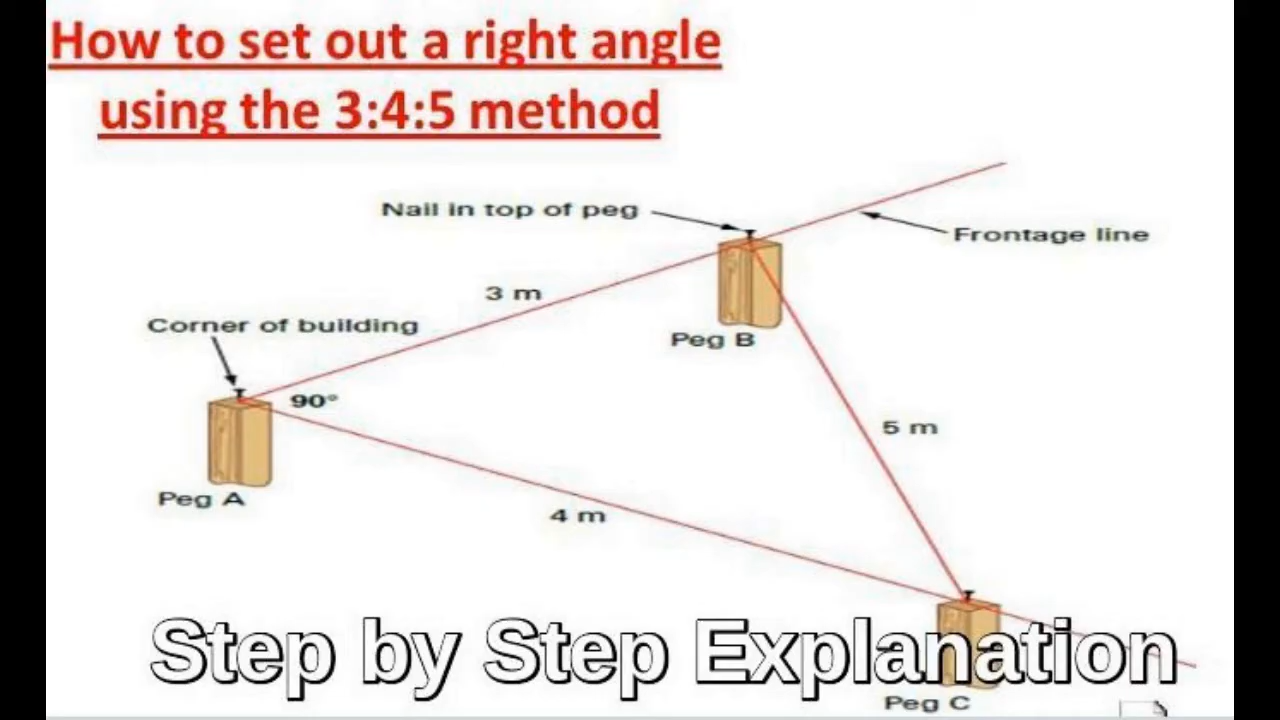 How to set out a right angle
using the 3:4:5 method
Nail in top of peg
Frontage line
3 m
Corner of building
Peg B
90°
5 m
Peg A
4 m
Step by Step Explanation
Peg C